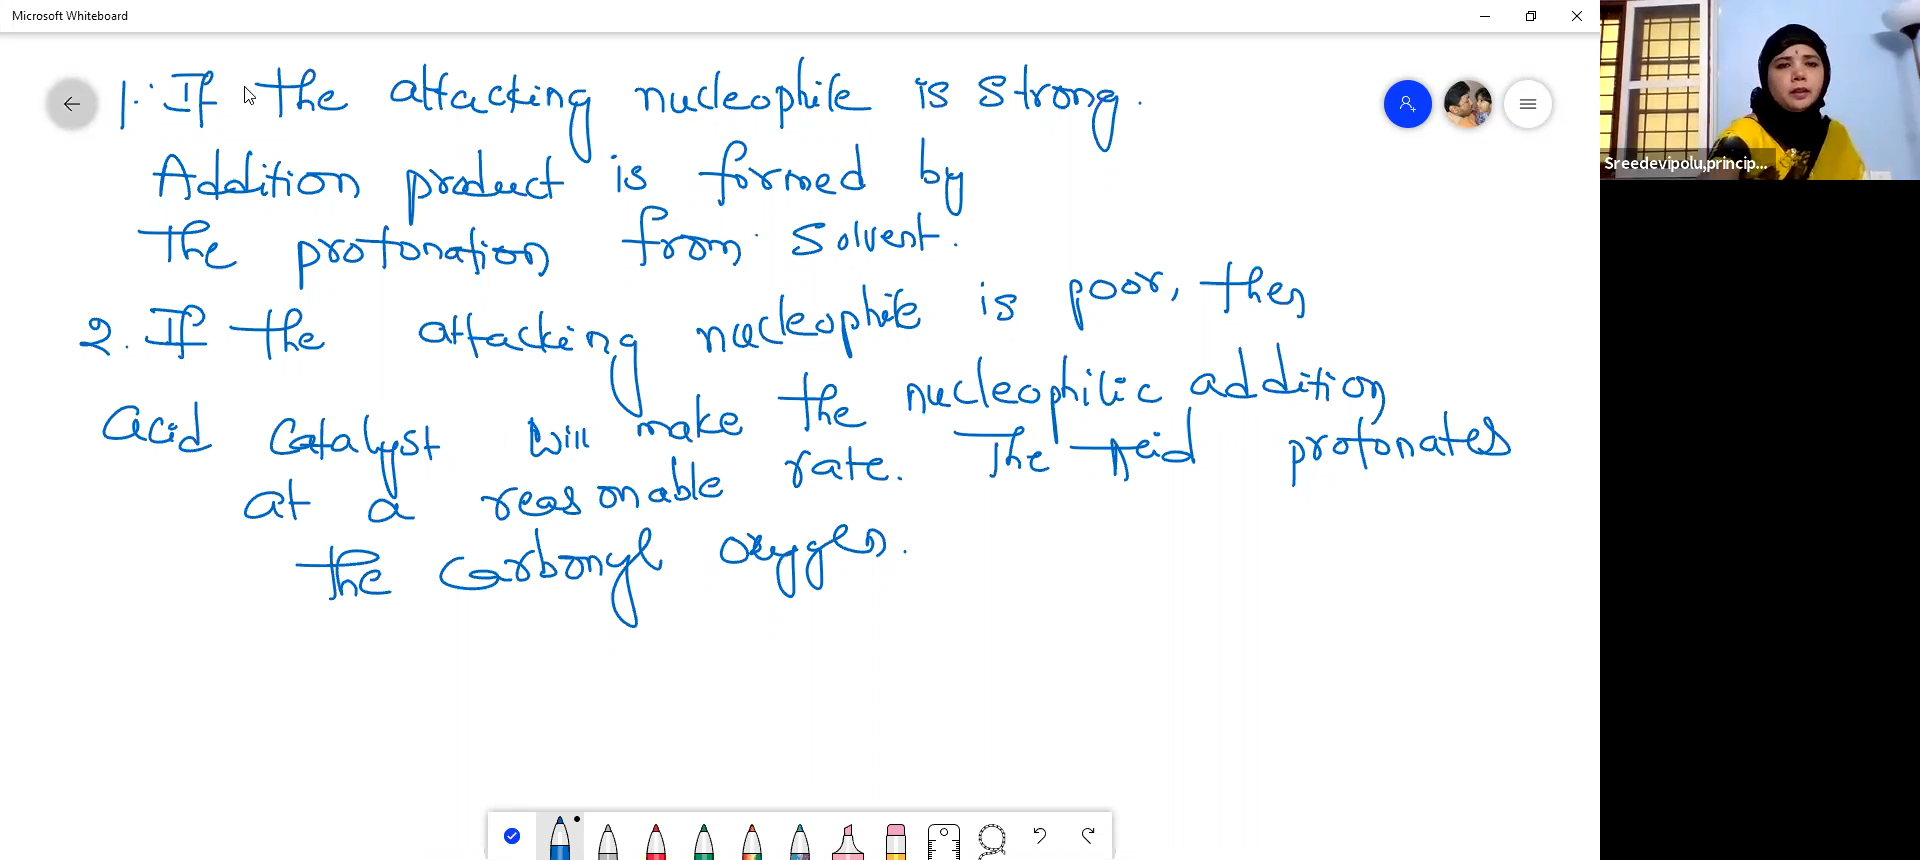 Microsoft Whiteboard
1. If the attacking nucleophile is strong.
Addition product is formed by
the protonation from solvent.
2. If the attacking nucleophile is poor, then
acid catalyst will make the nucleophilic addition
at a reasonable rate. The Acid protonates
the carbonyl oxygen.
Sreedevipolu,princip...